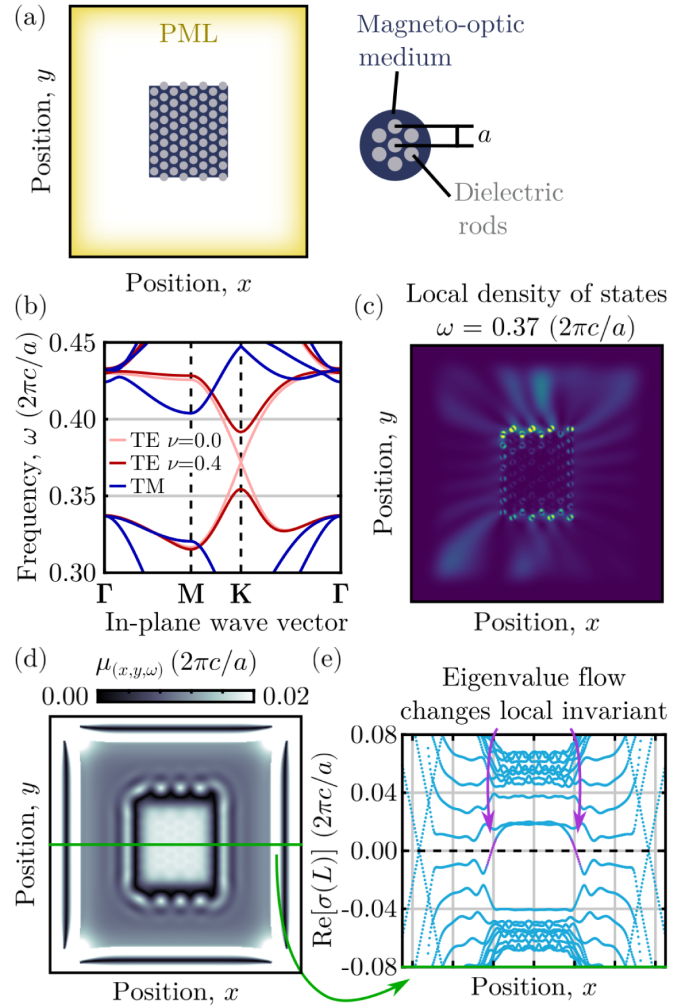 (a)
PML
Position, y
Position, x
Magneto-optic
medium
a
Dielectric
rods
(b)
Frequency, ω (2πc/a)
0.45
0.40
0.35
0.30
TE ν=0.0
TE ν=0.4
TM
Γ M K Γ
In-plane wave vector
(c)
Local density of states
ω = 0.37 (2πc/a)
Position, y
Position, x
(d)
μ(x,y,ω) (2πc/a)
0.00 0.02
Position, y
Position, x
(e)
Eigenvalue flow
changes local invariant
Re[σ(L)] (2πc/a)
0.08
0.04
0.00
-0.04
-0.08
Position, x